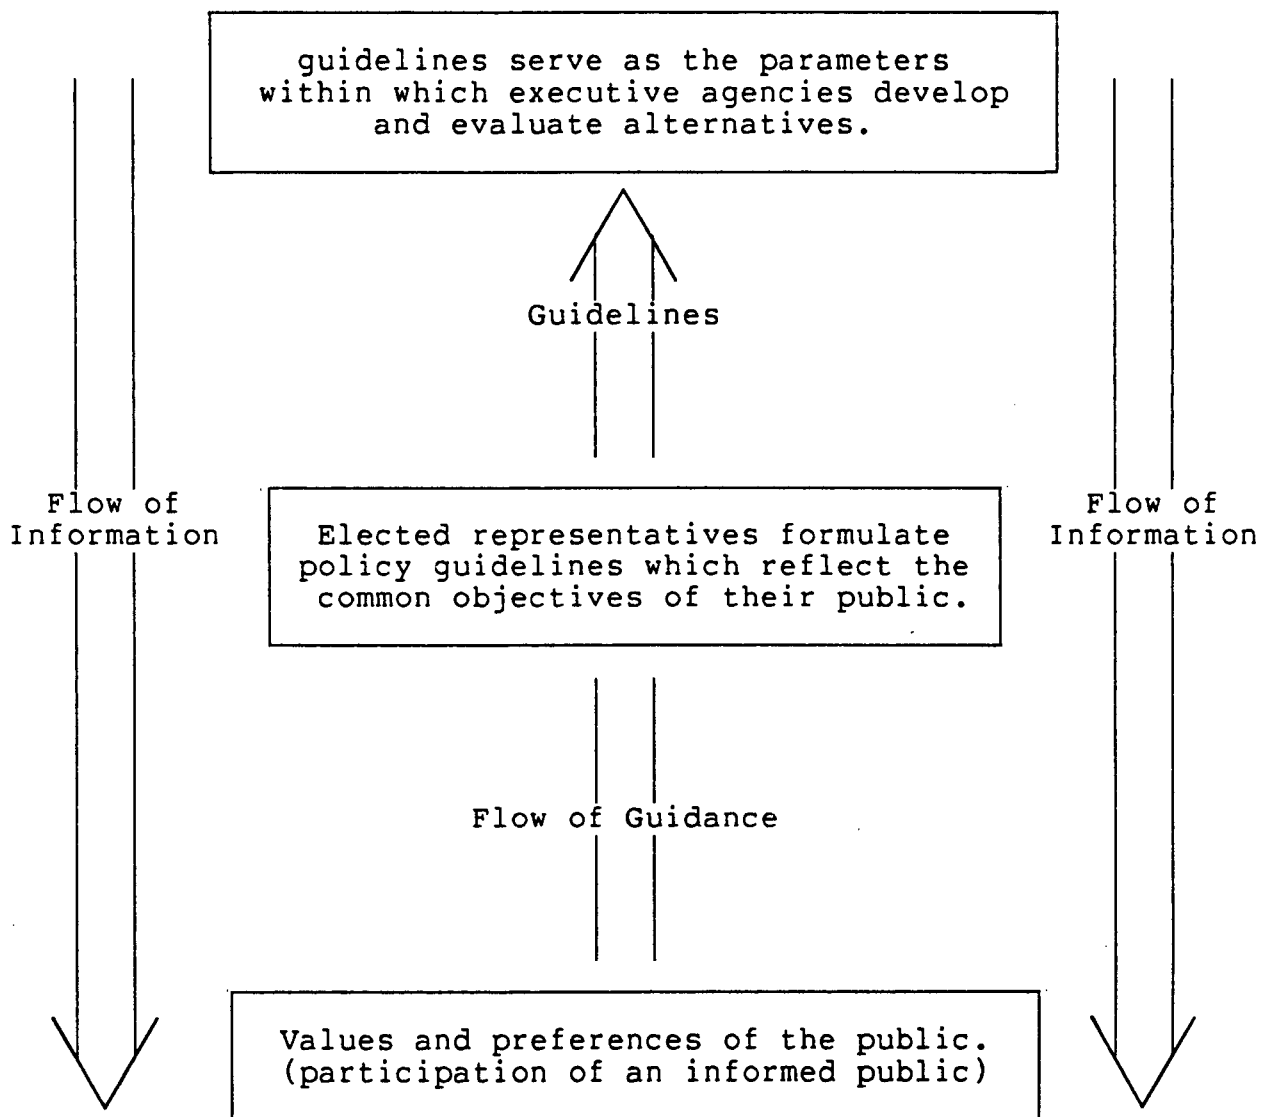 guidelines serve as the parameters
within which executive agencies develop
and evaluate alternatives.
Guidelines
Flow of
Information
Elected representatives formulate
policy guidelines which reflect the
common objectives of their public.
Flow of
Information
Flow of Guidance
Values and preferences of the public.
(participation of an informed public)